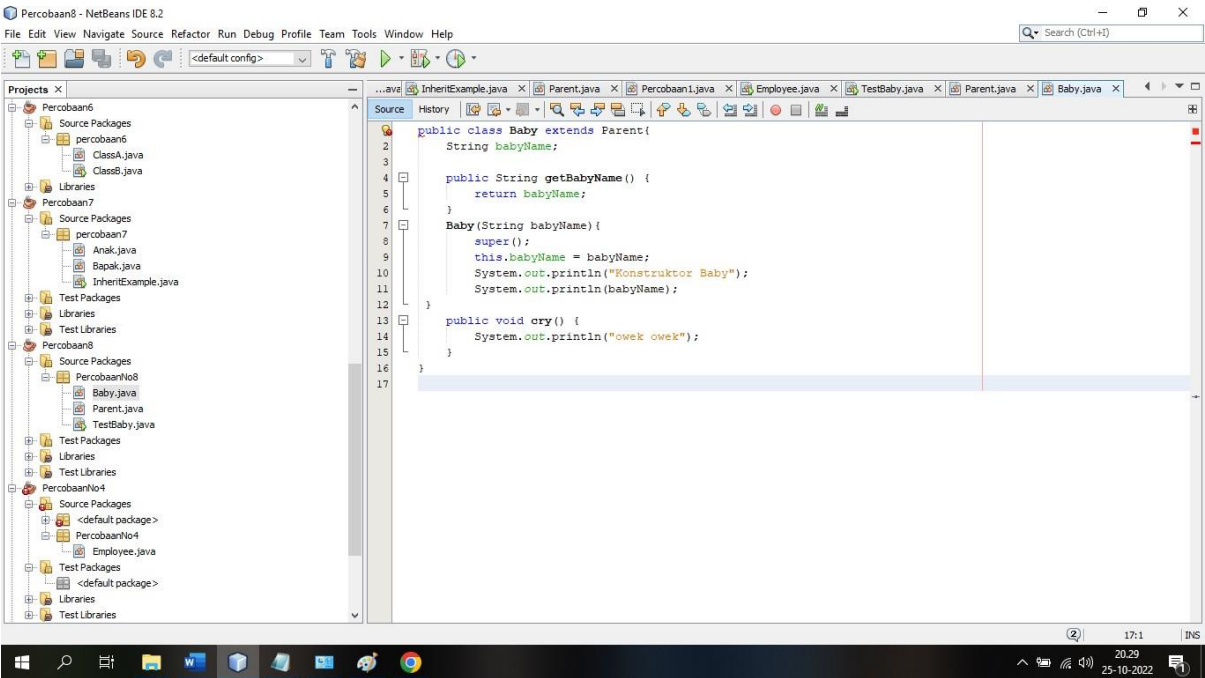 Percobaan8 - NetBeans IDE 8.2
File Edit View Navigate Source Refactor Run Debug Profile Team Tools Window Help
Search (Ctrl+I)
<default config>
Projects
Percobaan6
Source Packages
percobaan6
ClassA.java
ClassB.java
Libraries
Percobaan7
Source Packages
percobaan7
Anak.java
Bapak.java
InheritExample.java
Test Packages
Libraries
Test Libraries
Percobaan8
Source Packages
PercobaanNo8
Baby.java
Parent.java
TestBaby.java
Test Packages
Libraries
Test Libraries
PercobaanNo4
Source Packages
<default package>
PercobaanNo4
Employee.java
Test Packages
<default package>
Libraries
Test Libraries
...ava InheritExample.java Parent.java Percobaan1.java Employee.java TestBaby.java Parent.java Baby.java
Source History
public class Baby extends Parent{
2 String babyName;
3
4 public String getBabyName() {
5 return babyName;
6 }
7 Baby(String babyName){
8 super();
9 this.babyName = babyName;
10 System.out.println("Konstruktor Baby");
11 System.out.println(babyName);
12 }
13 public void cry() {
14 System.out.println("owek owek");
15 }
16 }
17
2 17:1 INS
20.29
25-10-2022
1